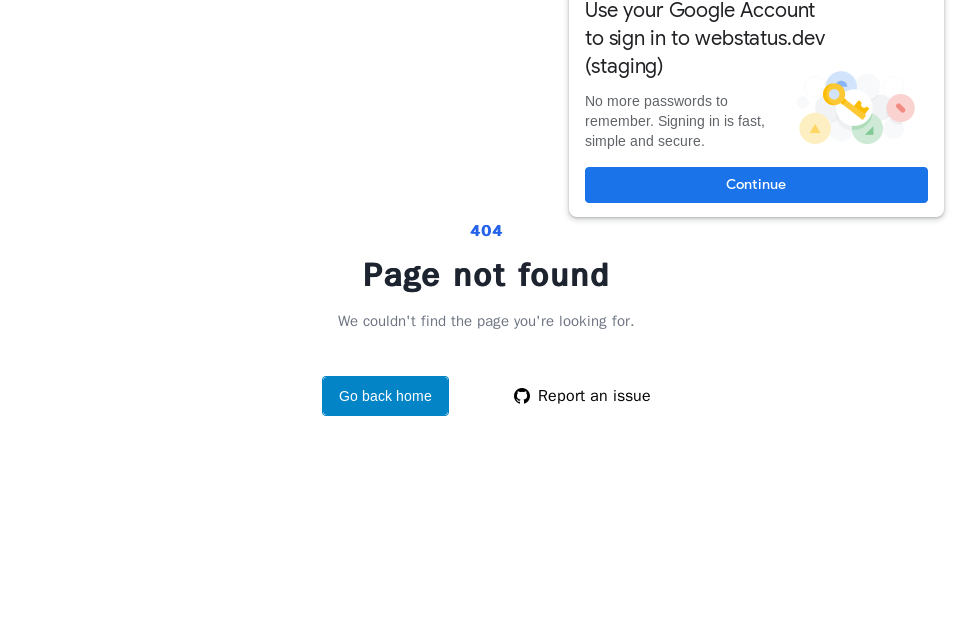 Use your Google Account
to sign in to webstatus.dev
(staging)
No more passwords to
remember. Signing in is fast,
simple and secure.
Continue
404
Page not found
We couldn't find the page you're looking for.
Go back home
Report an issue